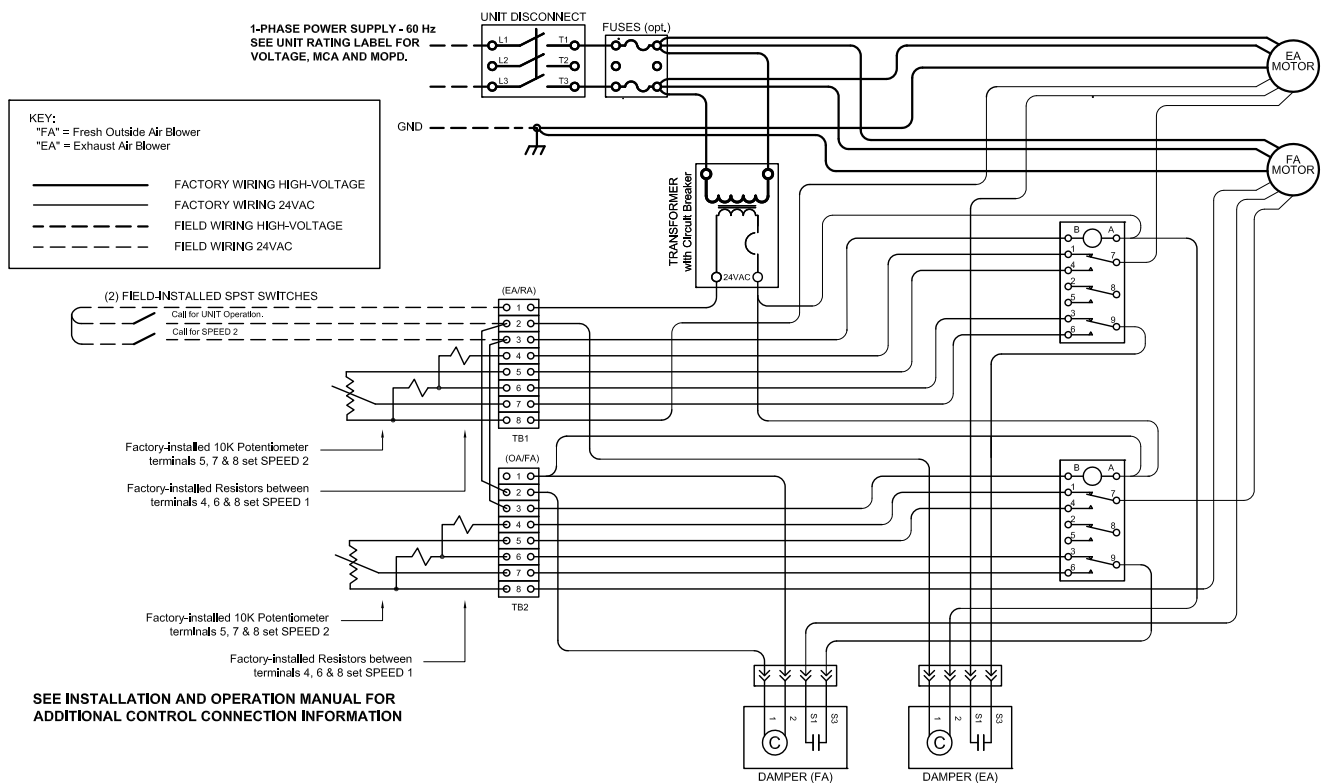 1-PHASE POWER SUPPLY - 60 Hz
SEE UNIT RATING LABEL FOR
VOLTAGE, MCA AND MOPD.
UNIT DISCONNECT
L1 T1
L2 T2
L3 T3
FUSES (opt.)
EA
MOTOR
FA
MOTOR
GND
KEY:
"FA" = Fresh Outside Air Blower
"EA" = Exhaust Air Blower
FACTORY WIRING HIGH-VOLTAGE
FACTORY WIRING 24VAC
FIELD WIRING HIGH-VOLTAGE
FIELD WIRING 24VAC
TRANSFORMER
with Circuit Breaker
24VAC
B A
1
7
4
2
8
5
3
9
6
(2) FIELD-INSTALLED SPST SWITCHES
Call for UNIT Operation.
Call for SPEED 2
(EA/RA)
1
2
3
4
5
6
7
8
TB1
Factory-installed 10K Potentiometer
terminals 5, 7 & 8 set SPEED 2
Factory-installed Resistors between
terminals 4, 6 & 8 set SPEED 1
(OA/FA)
1
2
3
4
5
6
7
8
TB2
B A
1
7
4
2
8
5
3
9
6
Factory-installed 10K Potentiometer
terminals 5, 7 & 8 set SPEED 2
Factory-installed Resistors between
terminals 4, 6 & 8 set SPEED 1
SEE INSTALLATION AND OPERATION MANUAL FOR
ADDITIONAL CONTROL CONNECTION INFORMATION
1 2 S1 S3
C
DAMPER (FA)
1 2 S1 S3
C
DAMPER (EA)